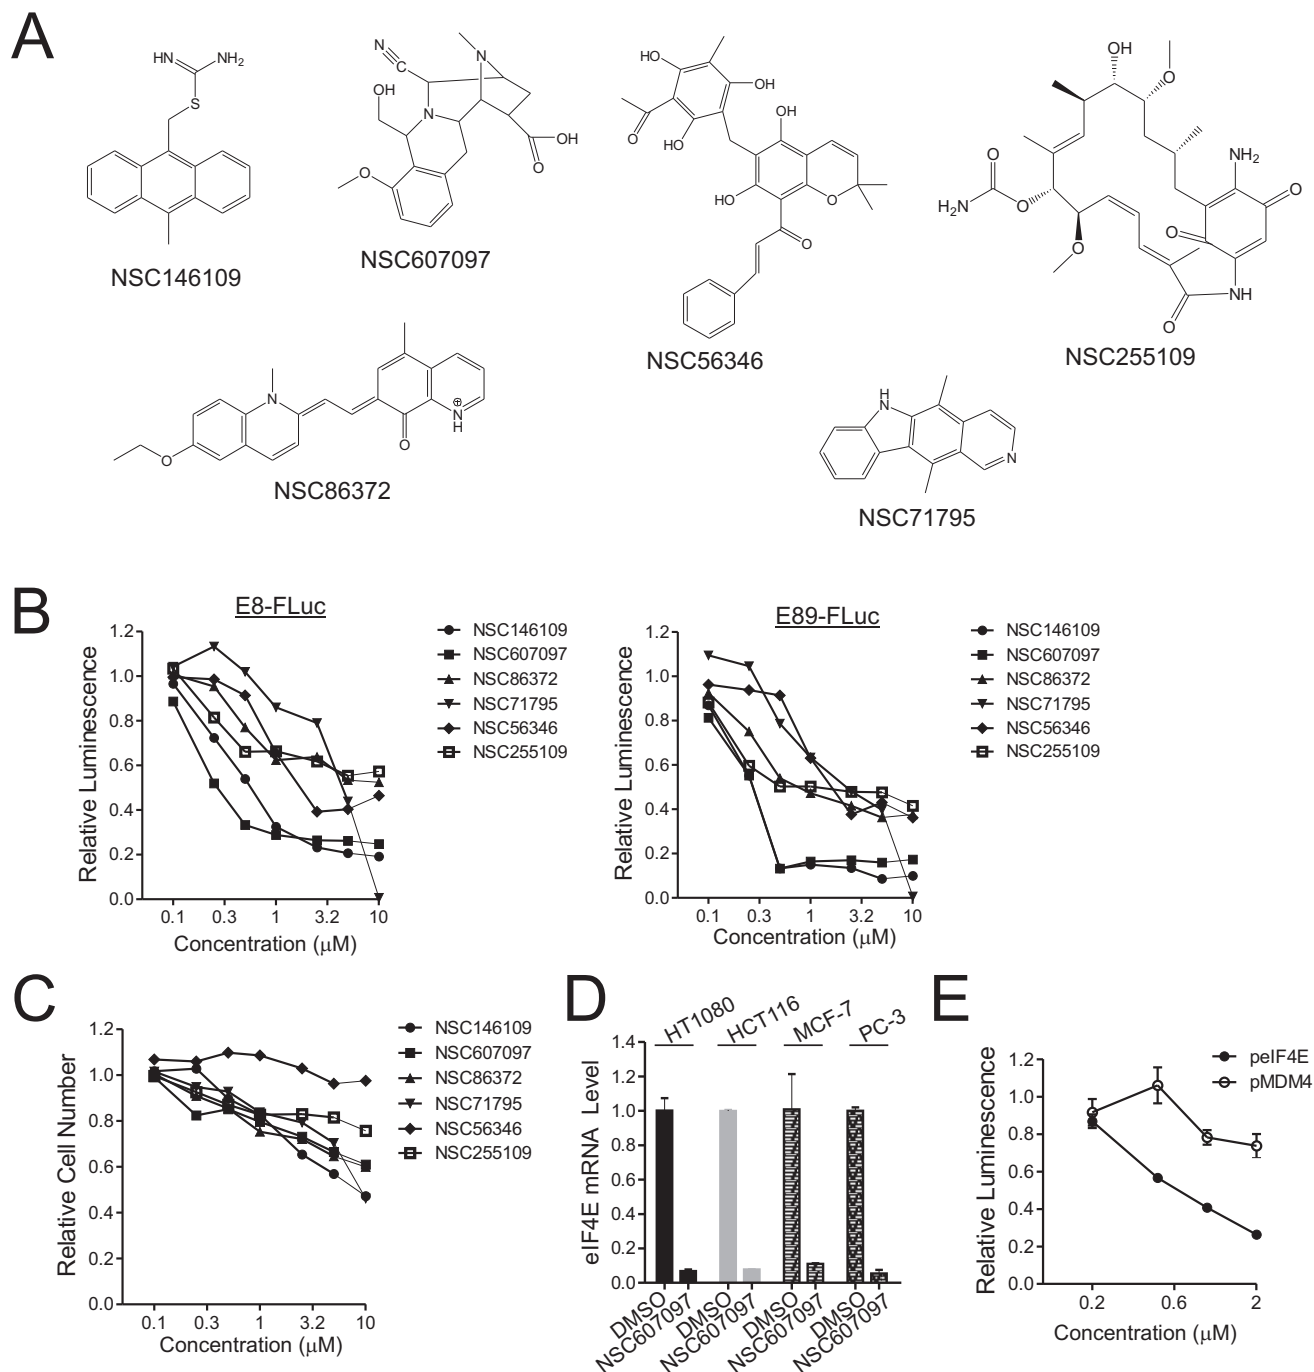 A
HN
NH2
S
NSC146109
N
C
N
OH
N
O
OH
O
NSC607097
HO
OH
O
HO
OH
HO
O
O
NSC56346
OH
O
O
NH2
O
H2N
O
O
O
O
NH
NSC255109
N
O
O
N
H
⊕
NSC86372
H
N
N
NSC71795
B
E8-FLuc
Relative Luminescence
1.2
1.0
0.8
0.6
0.4
0.2
0.0
0.1 0.3 1 3.2 10
Concentration (μM)
NSC146109
NSC607097
NSC86372
NSC71795
NSC56346
NSC255109
E89-FLuc
Relative Luminescence
1.2
1.0
0.8
0.6
0.4
0.2
0.0
0.1 0.3 1 3.2 10
Concentration (μM)
NSC146109
NSC607097
NSC86372
NSC71795
NSC56346
NSC255109
C
Relative Cell Number
1.2
1.0
0.8
0.6
0.4
0.2
0.0
0.1 0.3 1 3.2 10
Concentration (μM)
NSC146109
NSC607097
NSC86372
NSC71795
NSC56346
NSC255109
D
HT1080 HCT116 MCF-7 PC-3
eIF4E mRNA Level
1.4
1.2
1.0
0.8
0.6
0.4
0.2
0.0
DMSO
NSC607097
DMSO
NSC607097
DMSO
NSC607097
DMSO
NSC607097
E
Relative Luminescence
1.2
1.0
0.8
0.6
0.4
0.2
0.0
0.2 0.6 2
Concentration (μM)
peIF4E
pMDM4